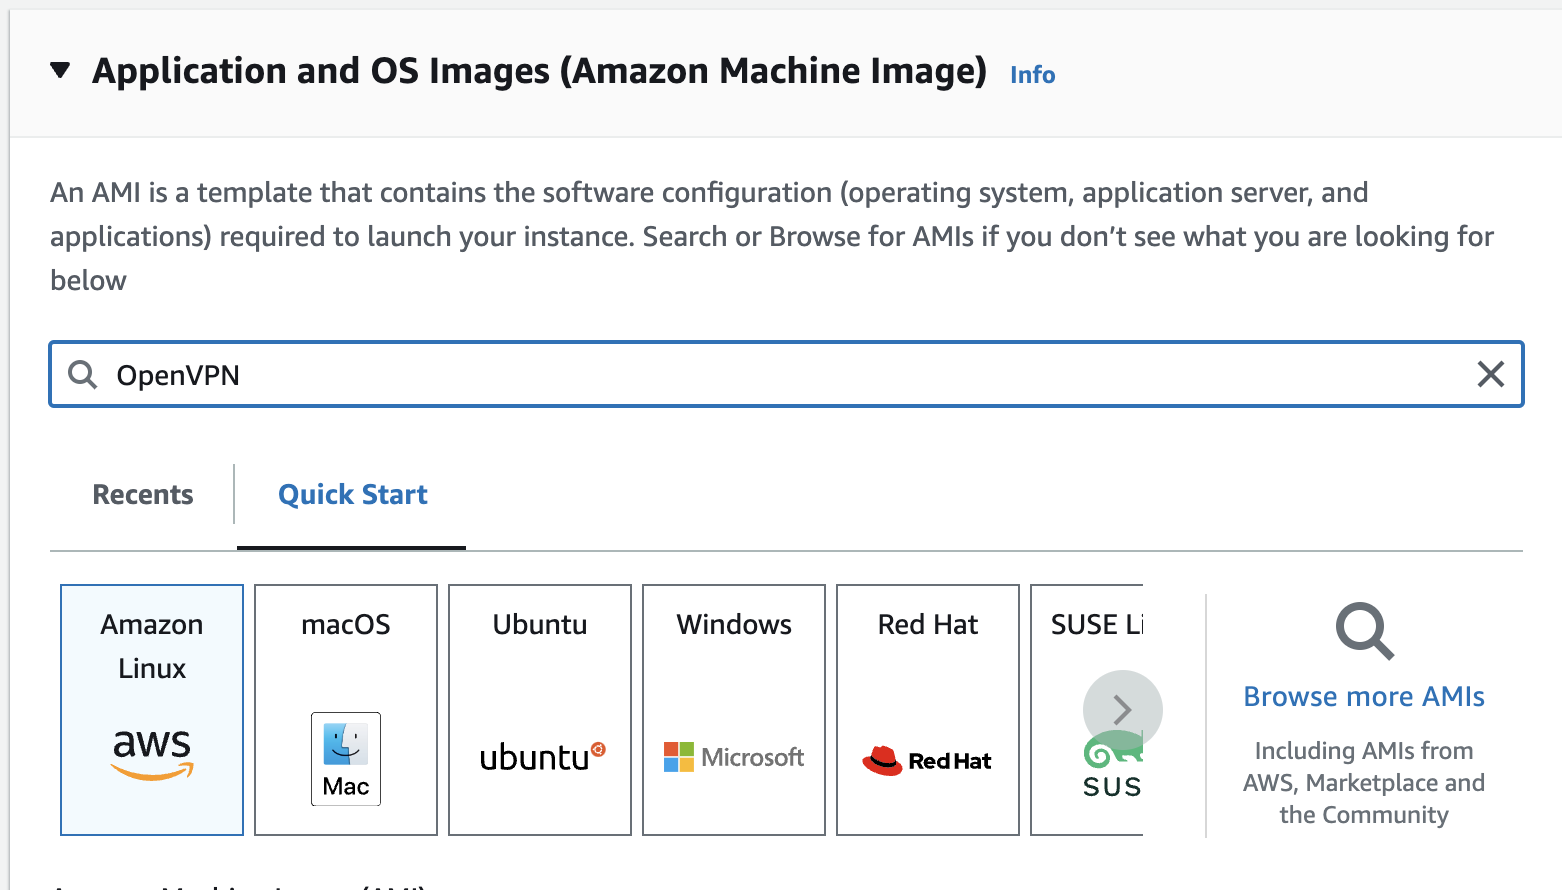 Application and OS Images (Amazon Machine Image) Info
An AMI is a template that contains the software configuration (operating system, application server, and
applications) required to launch your instance. Search or Browse for AMIs if you don’t see what you are looking for
below
OpenVPN
Recents
Quick Start
Amazon
Linux
aws
macOS
Mac
Ubuntu
ubuntu
Windows
Microsoft
Red Hat
Red Hat
SUSE Li
SUS
Browse more AMIs
Including AMIs from
AWS, Marketplace and
the Community